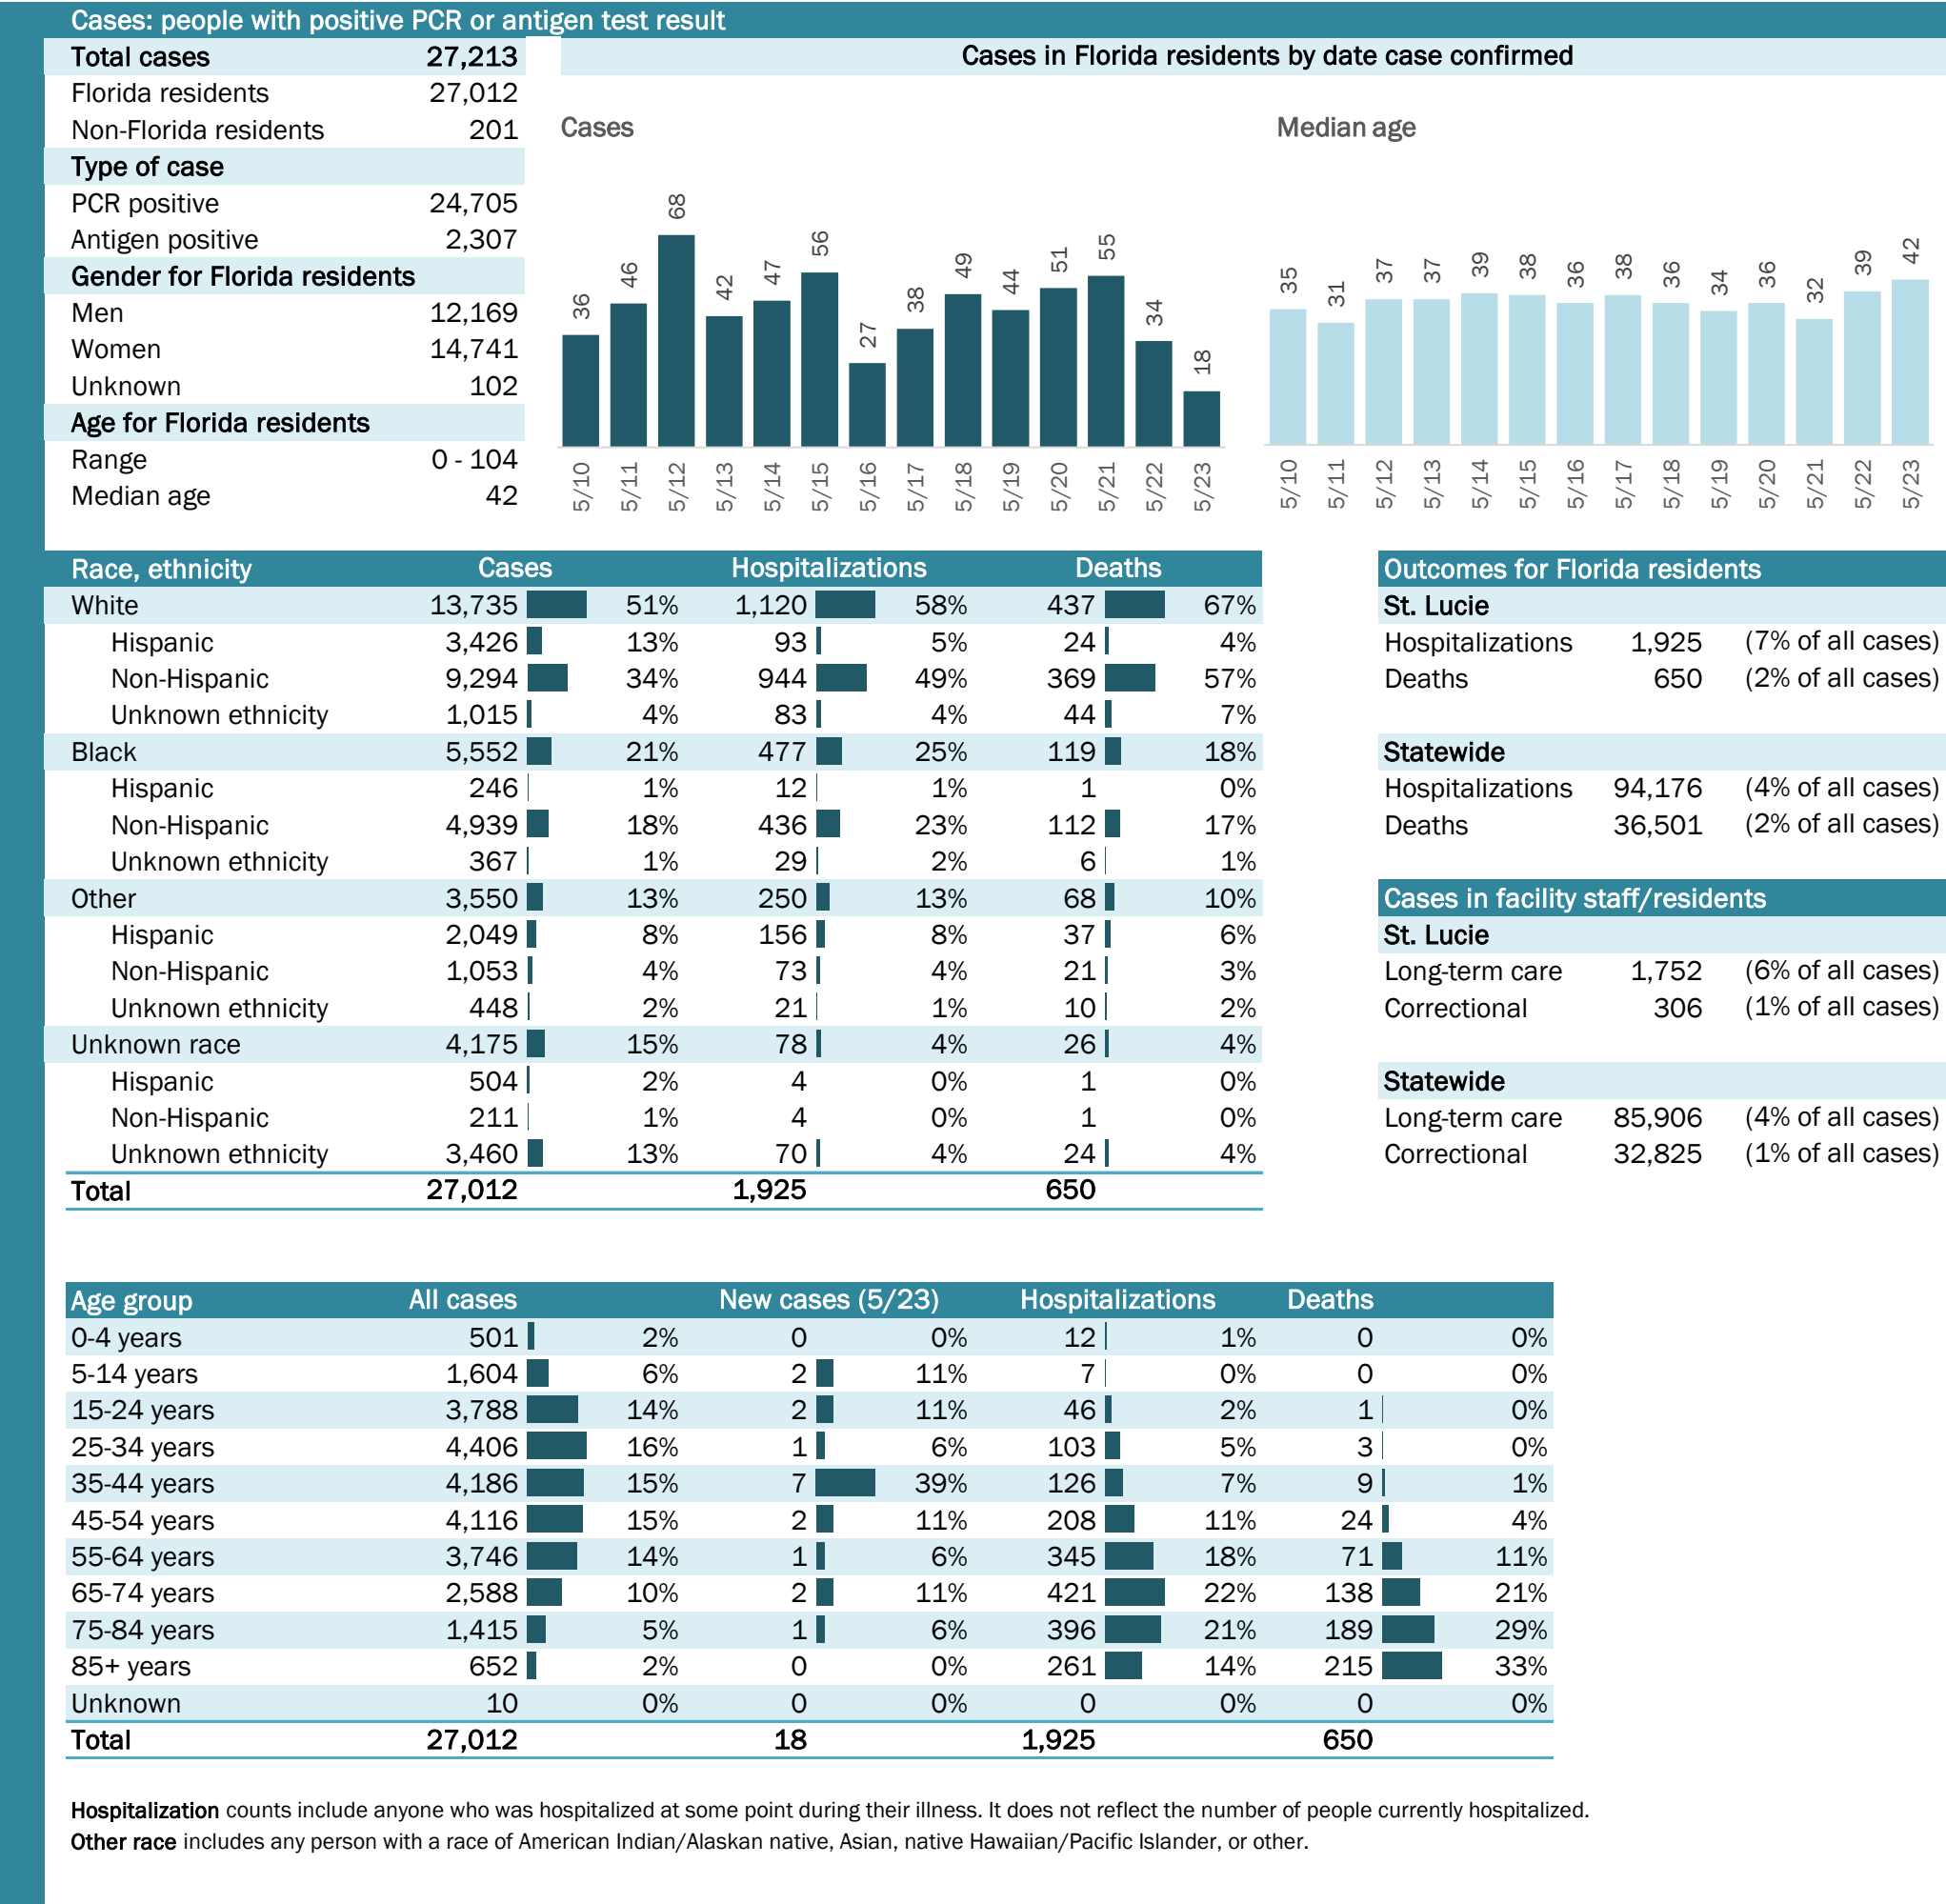 Cases: people with positive PCR or antigen test result
Total cases 27,213
Florida residents 27,012
Non-Florida residents 201
Type of case
PCR positive 24,705
Antigen positive 2,307
Gender for Florida residents
Men 12,169
Women 14,741
Unknown 102
Age for Florida residents
Range 0 - 104
Median age 42
Cases in Florida residents by date case confirmed
Cases
36 46 68 42 47 56 27 38 49 44 51 55 34 18
5/10 5/11 5/12 5/13 5/14 5/15 5/16 5/17 5/18 5/19 5/20 5/21 5/22 5/23
Median age
35 31 37 37 39 38 36 38 36 34 36 32 39 42
5/10 5/11 5/12 5/13 5/14 5/15 5/16 5/17 5/18 5/19 5/20 5/21 5/22 5/23
Race, ethnicity Cases Hospitalizations Deaths
White 13,735 51% 1,120 58% 437 67%
Hispanic 3,426 13% 93 5% 24 4%
Non-Hispanic 9,294 34% 944 49% 369 57%
Unknown ethnicity 1,015 4% 83 4% 44 7%
Black 5,552 21% 477 25% 119 18%
Hispanic 246 1% 12 1% 1 0%
Non-Hispanic 4,939 18% 436 23% 112 17%
Unknown ethnicity 367 1% 29 2% 6 1%
Other 3,550 13% 250 13% 68 10%
Hispanic 2,049 8% 156 8% 37 6%
Non-Hispanic 1,053 4% 73 4% 21 3%
Unknown ethnicity 448 2% 21 1% 10 2%
Unknown race 4,175 15% 78 4% 26 4%
Hispanic 504 2% 4 0% 1 0%
Non-Hispanic 211 1% 4 0% 1 0%
Unknown ethnicity 3,460 13% 70 4% 24 4%
Total 27,012 1,925 650
Outcomes for Florida residents
St. Lucie
Hospitalizations 1,925 (7% of all cases)
Deaths 650 (2% of all cases)
Statewide
Hospitalizations 94,176 (4% of all cases)
Deaths 36,501 (2% of all cases)
Cases in facility staff/residents
St. Lucie
Long-term care 1,752 (6% of all cases)
Correctional 306 (1% of all cases)
Statewide
Long-term care 85,906 (4% of all cases)
Correctional 32,825 (1% of all cases)
Age group All cases New cases (5/23) Hospitalizations Deaths
0-4 years 501 2% 0 0% 12 1% 0 0%
5-14 years 1,604 6% 2 11% 7 0% 0 0%
15-24 years 3,788 14% 2 11% 46 2% 1 0%
25-34 years 4,406 16% 1 6% 103 5% 3 0%
35-44 years 4,186 15% 7 39% 126 7% 9 1%
45-54 years 4,116 15% 2 11% 208 11% 24 4%
55-64 years 3,746 14% 1 6% 345 18% 71 11%
65-74 years 2,588 10% 2 11% 421 22% 138 21%
75-84 years 1,415 5% 1 6% 396 21% 189 29%
85+ years 652 2% 0 0% 261 14% 215 33%
Unknown 10 0% 0 0% 0 0% 0 0%
Total 27,012 18 1,925 650
Hospitalization counts include anyone who was hospitalized at some point during their illness. It does not reflect the number of people currently hospitalized.
Other race includes any person with a race of American Indian/Alaskan native, Asian, native Hawaiian/Pacific Islander, or other.